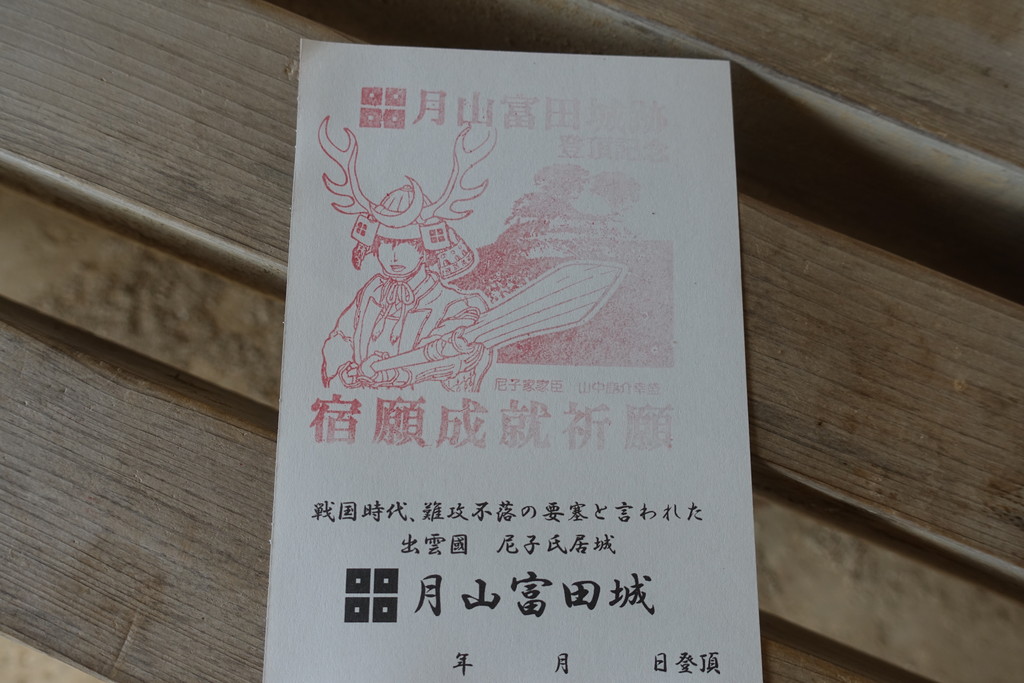 月山富田城跡
登頂記念
尼子家家臣 山中鹿介幸盛
宿願成就祈願
戦国時代、難攻不落の要塞と言われた
出雲國 尼子氏居城
月山富田城
年 月 日登頂